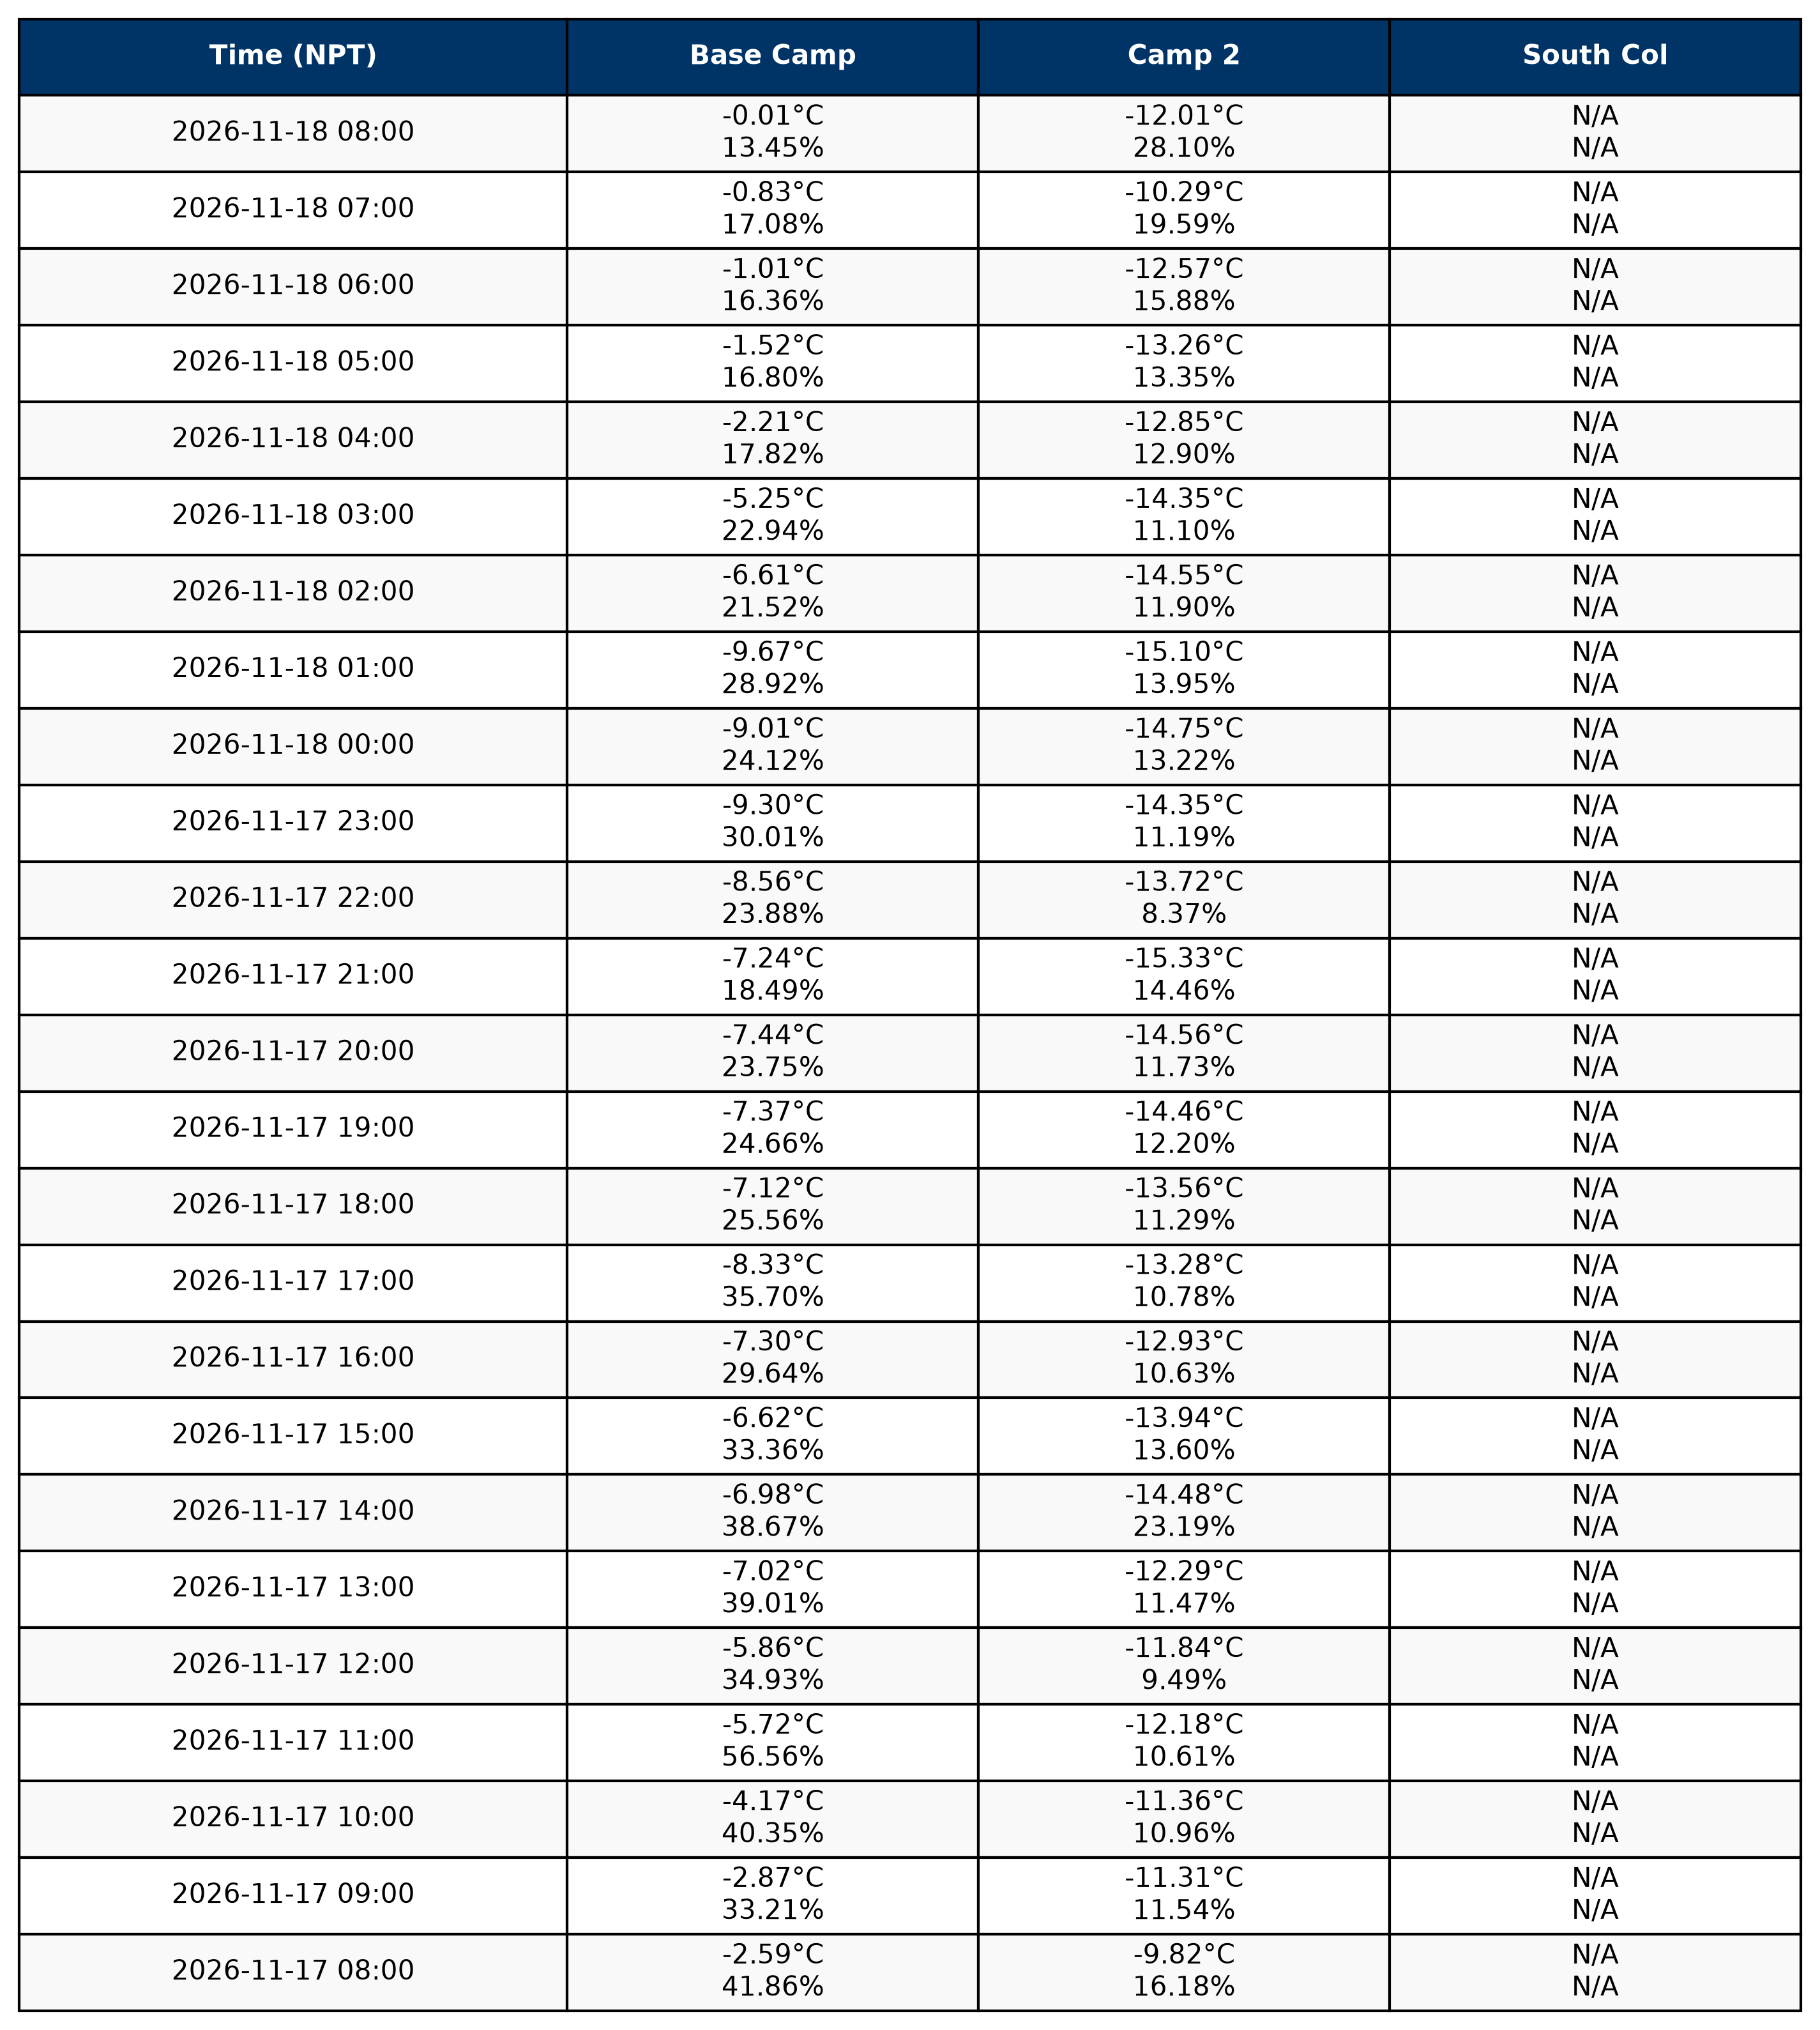 Time (NPT) Base Camp Camp 2 South Col
2026-11-18 08:00 -0.01°C 13.45% -12.01°C 28.10% N/A N/A
2026-11-18 07:00 -0.83°C 17.08% -10.29°C 19.59% N/A N/A
2026-11-18 06:00 -1.01°C 16.36% -12.57°C 15.88% N/A N/A
2026-11-18 05:00 -1.52°C 16.80% -13.26°C 13.35% N/A N/A
2026-11-18 04:00 -2.21°C 17.82% -12.85°C 12.90% N/A N/A
2026-11-18 03:00 -5.25°C 22.94% -14.35°C 11.10% N/A N/A
2026-11-18 02:00 -6.61°C 21.52% -14.55°C 11.90% N/A N/A
2026-11-18 01:00 -9.67°C 28.92% -15.10°C 13.95% N/A N/A
2026-11-18 00:00 -9.01°C 24.12% -14.75°C 13.22% N/A N/A
2026-11-17 23:00 -9.30°C 30.01% -14.35°C 11.19% N/A N/A
2026-11-17 22:00 -8.56°C 23.88% -13.72°C 8.37% N/A N/A
2026-11-17 21:00 -7.24°C 18.49% -15.33°C 14.46% N/A N/A
2026-11-17 20:00 -7.44°C 23.75% -14.56°C 11.73% N/A N/A
2026-11-17 19:00 -7.37°C 24.66% -14.46°C 12.20% N/A N/A
2026-11-17 18:00 -7.12°C 25.56% -13.56°C 11.29% N/A N/A
2026-11-17 17:00 -8.33°C 35.70% -13.28°C 10.78% N/A N/A
2026-11-17 16:00 -7.30°C 29.64% -12.93°C 10.63% N/A N/A
2026-11-17 15:00 -6.62°C 33.36% -13.94°C 13.60% N/A N/A
2026-11-17 14:00 -6.98°C 38.67% -14.48°C 23.19% N/A N/A
2026-11-17 13:00 -7.02°C 39.01% -12.29°C 11.47% N/A N/A
2026-11-17 12:00 -5.86°C 34.93% -11.84°C 9.49% N/A N/A
2026-11-17 11:00 -5.72°C 56.56% -12.18°C 10.61% N/A N/A
2026-11-17 10:00 -4.17°C 40.35% -11.36°C 10.96% N/A N/A
2026-11-17 09:00 -2.87°C 33.21% -11.31°C 11.54% N/A N/A
2026-11-17 08:00 -2.59°C 41.86% -9.82°C 16.18% N/A N/A